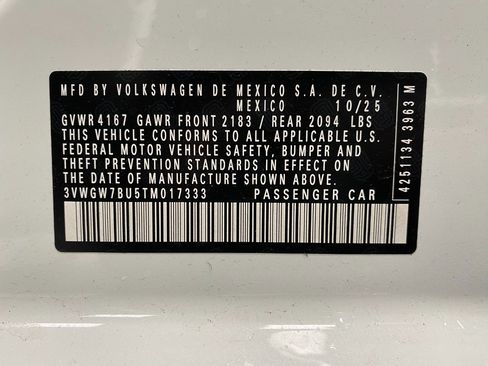 MFD BY VOLKSWAGEN DE MEXICO S.A. DE C.V.
MEXICO 10/25
GVWR 4167 GAWR FRONT 2183 / REAR 2094 LBS
THIS VEHICLE CONFORMS TO ALL APPLICABLE U.S.
FEDERAL MOTOR VEHICLE SAFETY, BUMPER AND
THEFT PREVENTION STANDARDS IN EFFECT ON
THE DATE OF MANUFACTURE SHOWN ABOVE.
3VWGW7BU5TM017333 PASSENGER CAR
4251134 3963 M